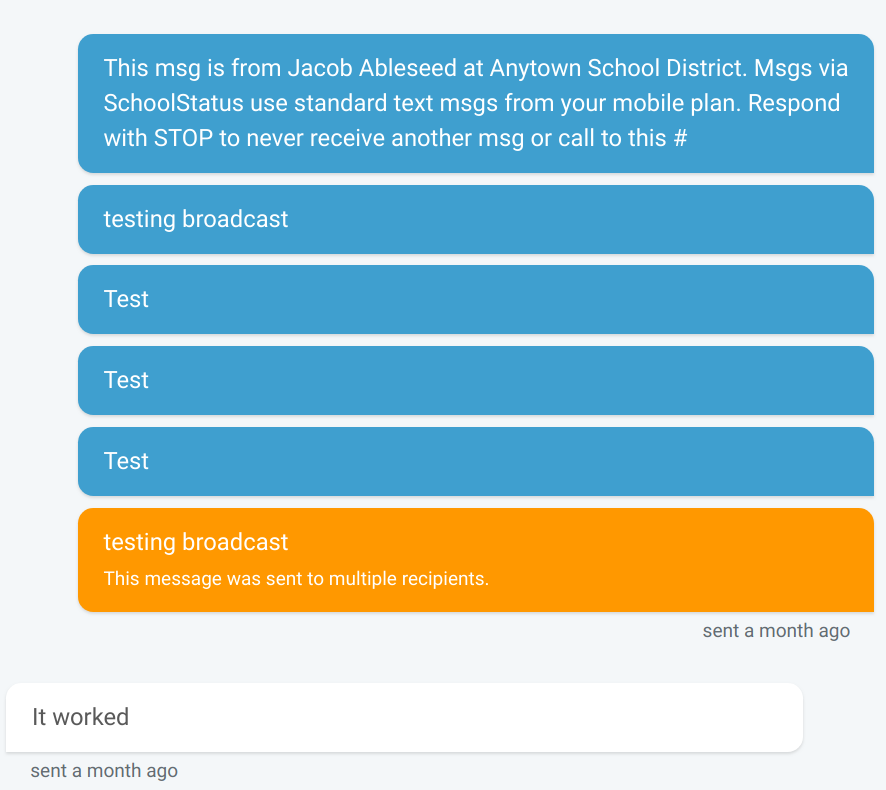 This msg is from Jacob Ableseed at Anytown School District. Msgs via
SchoolStatus use standard text msgs from your mobile plan. Respond
with STOP to never receive another msg or call to this #
testing broadcast
Test
Test
Test
testing broadcast
This message was sent to multiple recipients.
sent a month ago
It worked
sent a month ago